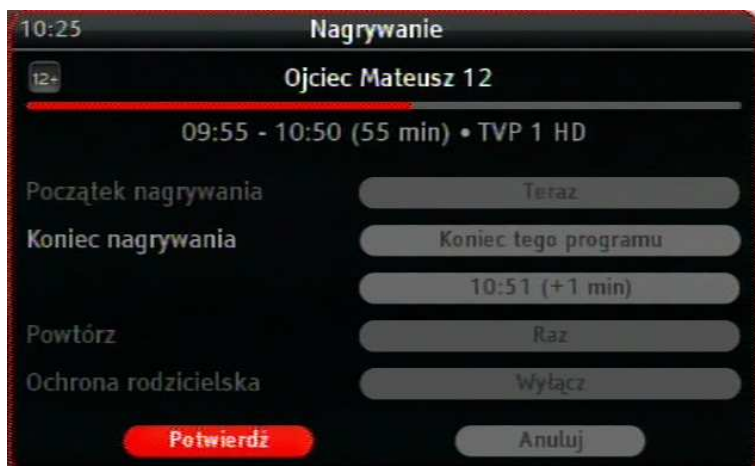 10:25 Nagrywanie
12+ Ojciec Mateusz 12
09:55 - 10:50 (55 min) • TVP 1 HD
Początek nagrywania Teraz
Koniec nagrywania Koniec tego programu
10:51 (+1 min)
Powtórz Raz
Ochrona rodzicielska Wyłącz
Potwierdź Anuluj